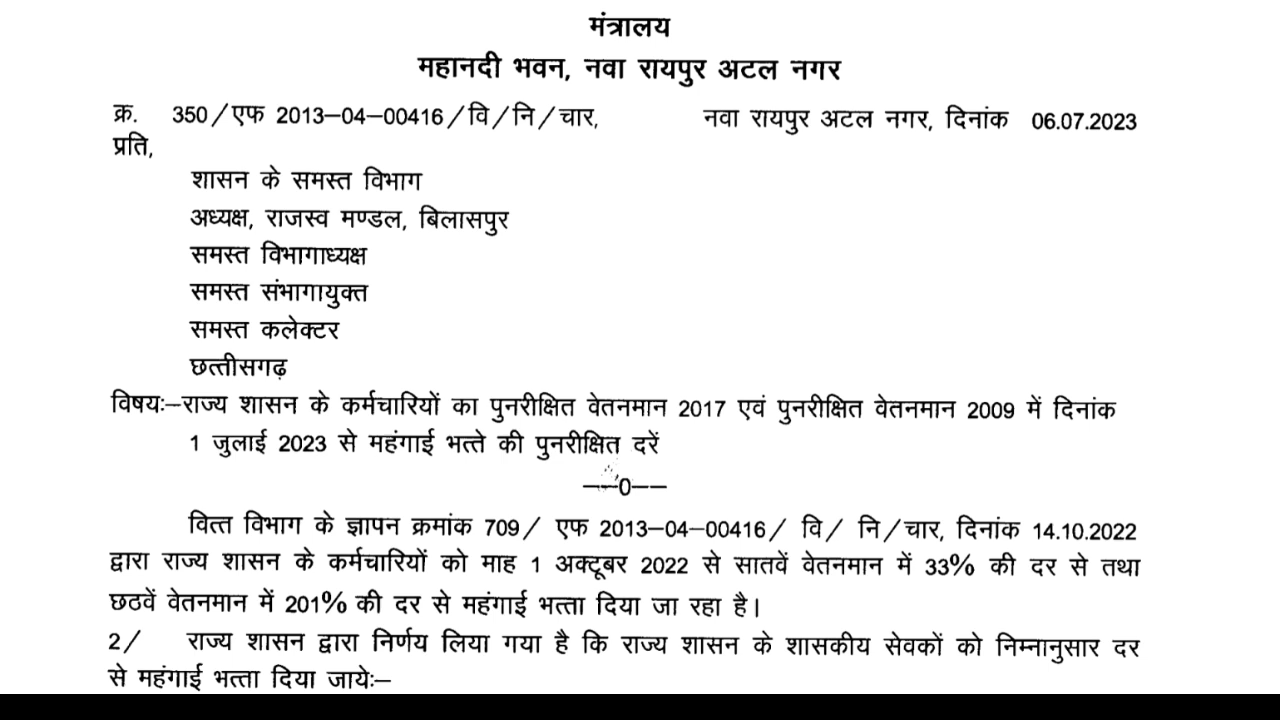 मंत्रालय
महानदी भवन, नवा रायपुर अटल नगर
क्र. 350/एफ 2013–04–00416/वि/नि/चार, नवा रायपुर अटल नगर, दिनांक 06.07.2023
प्रति,
शासन के समस्त विभाग
अध्यक्ष, राजस्व मण्डल, बिलासपुर
समस्त विभागाध्यक्ष
समस्त संभागायुक्त
समस्त कलेक्टर
छत्तीसगढ़
विषयः–राज्य शासन के कर्मचारियों का पुनरीक्षित वेतनमान 2017 एवं पुनरीक्षित वेतनमान 2009 में दिनांक
1 जुलाई 2023 से महंगाई भत्ते की पुनरीक्षित दरें
––0––
वित्त विभाग के ज्ञापन क्रमांक 709/ एफ 2013–04–00416/ वि/ नि/चार, दिनांक 14.10.2022
द्वारा राज्य शासन के कर्मचारियों को माह 1 अक्टूबर 2022 से सातवें वेतनमान में 33% की दर से तथा
छठवें वेतनमान में 201% की दर से महंगाई भत्ता दिया जा रहा है।
2/ राज्य शासन द्वारा निर्णय लिया गया है कि राज्य शासन के शासकीय सेवकों को निम्नानुसार दर
से महंगाई भत्ता दिया जायेः–